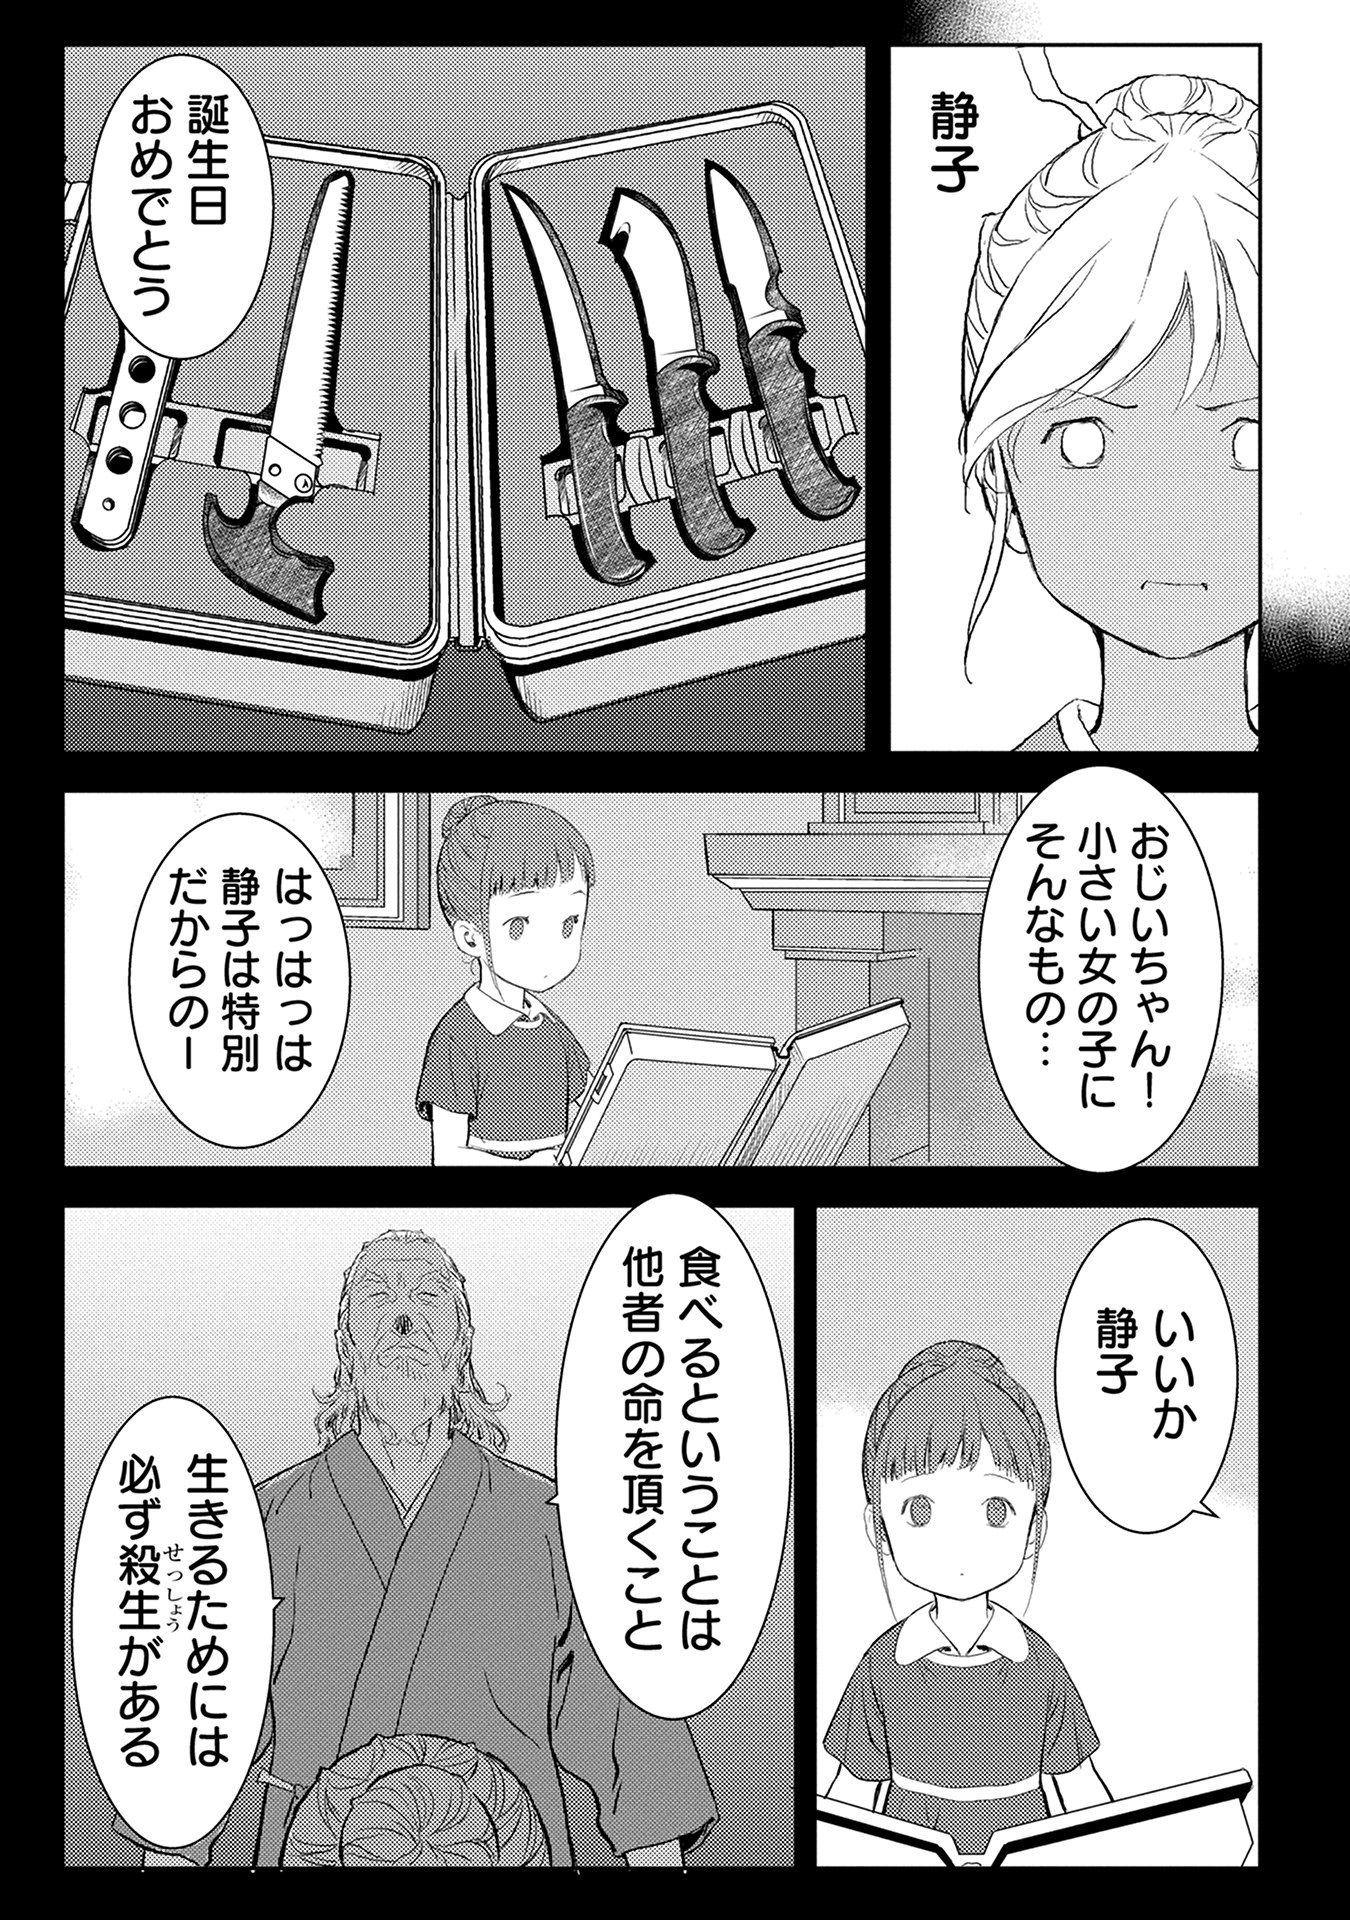 静子
誕生日
おめでとう
おじいちゃん！
小さい女の子に
そんなもの…
はっはっは
静子は特別
だからのー
いいか
静子
食べるということは
他者の命を頂くこと
生きるためには
必ず殺生がある
せっしょう